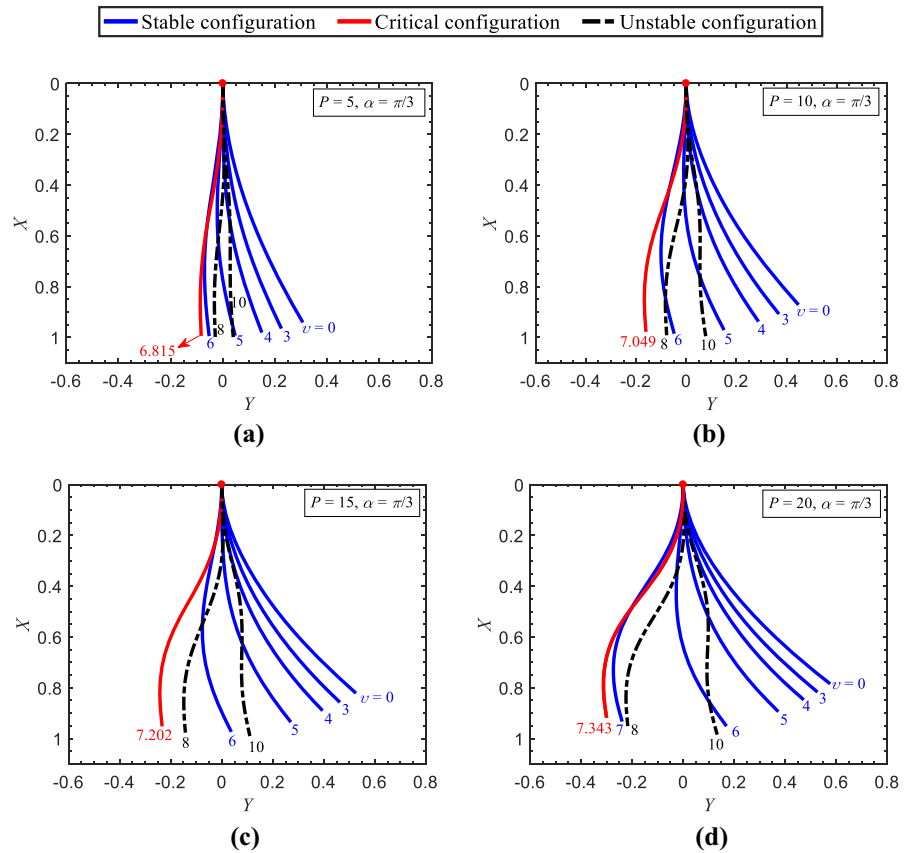 Stable configuration Critical configuration Unstable configuration
P = 5, α = π/3
0
0.2
0.4
0.6
0.8
1
X
10
8
6
5
4
3
υ = 0
6.815
-0.6 -0.4 -0.2 0 0.2 0.4 0.6 0.8
Y
(a)
P = 10, α = π/3
0
0.2
0.4
0.6
0.8
1
X
7.049
8
6
10
5
4
3
υ = 0
-0.6 -0.4 -0.2 0 0.2 0.4 0.6 0.8
Y
(b)
P = 15, α = π/3
0
0.2
0.4
0.6
0.8
1
X
7.202
8
6
10
5
4
3
υ = 0
-0.6 -0.4 -0.2 0 0.2 0.4 0.6 0.8
Y
(c)
P = 20, α = π/3
0
0.2
0.4
0.6
0.8
1
X
7.343
7
8
10
6
5
4
3
υ = 0
-0.6 -0.4 -0.2 0 0.2 0.4 0.6 0.8
Y
(d)